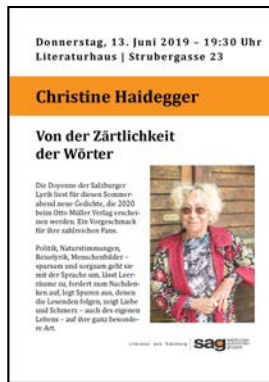 Donnerstag, 13. Juni 2019 – 19:30 Uhr
Literaturhaus | Strubergasse 23
Christine Haidegger
Von der Zärtlichkeit
der Wörter
Die Doyenne der Salzburger
Lyrik liest für diesen Sommer-
abend neue Gedichte, die 2020
beim Otto Müller Verlag erschei-
nen werden. Ein Vorgeschmack
für ihre zahlreichen Fans.
Politik, Naturstimmungen,
Reiselyrik, Menschenbilder –
sparsam und sorgsam geht sie
mit der Sprache um, lässt Leer-
räume zu, fordert zum Nachden-
ken auf, legt Spuren aus, denen
die Lesenden folgen, zeigt Liebe
und Schmerz – auch des eigenen
Lebens – auf ihre ganz besonde-
re Art.
Literatur aus Salzburg
sag